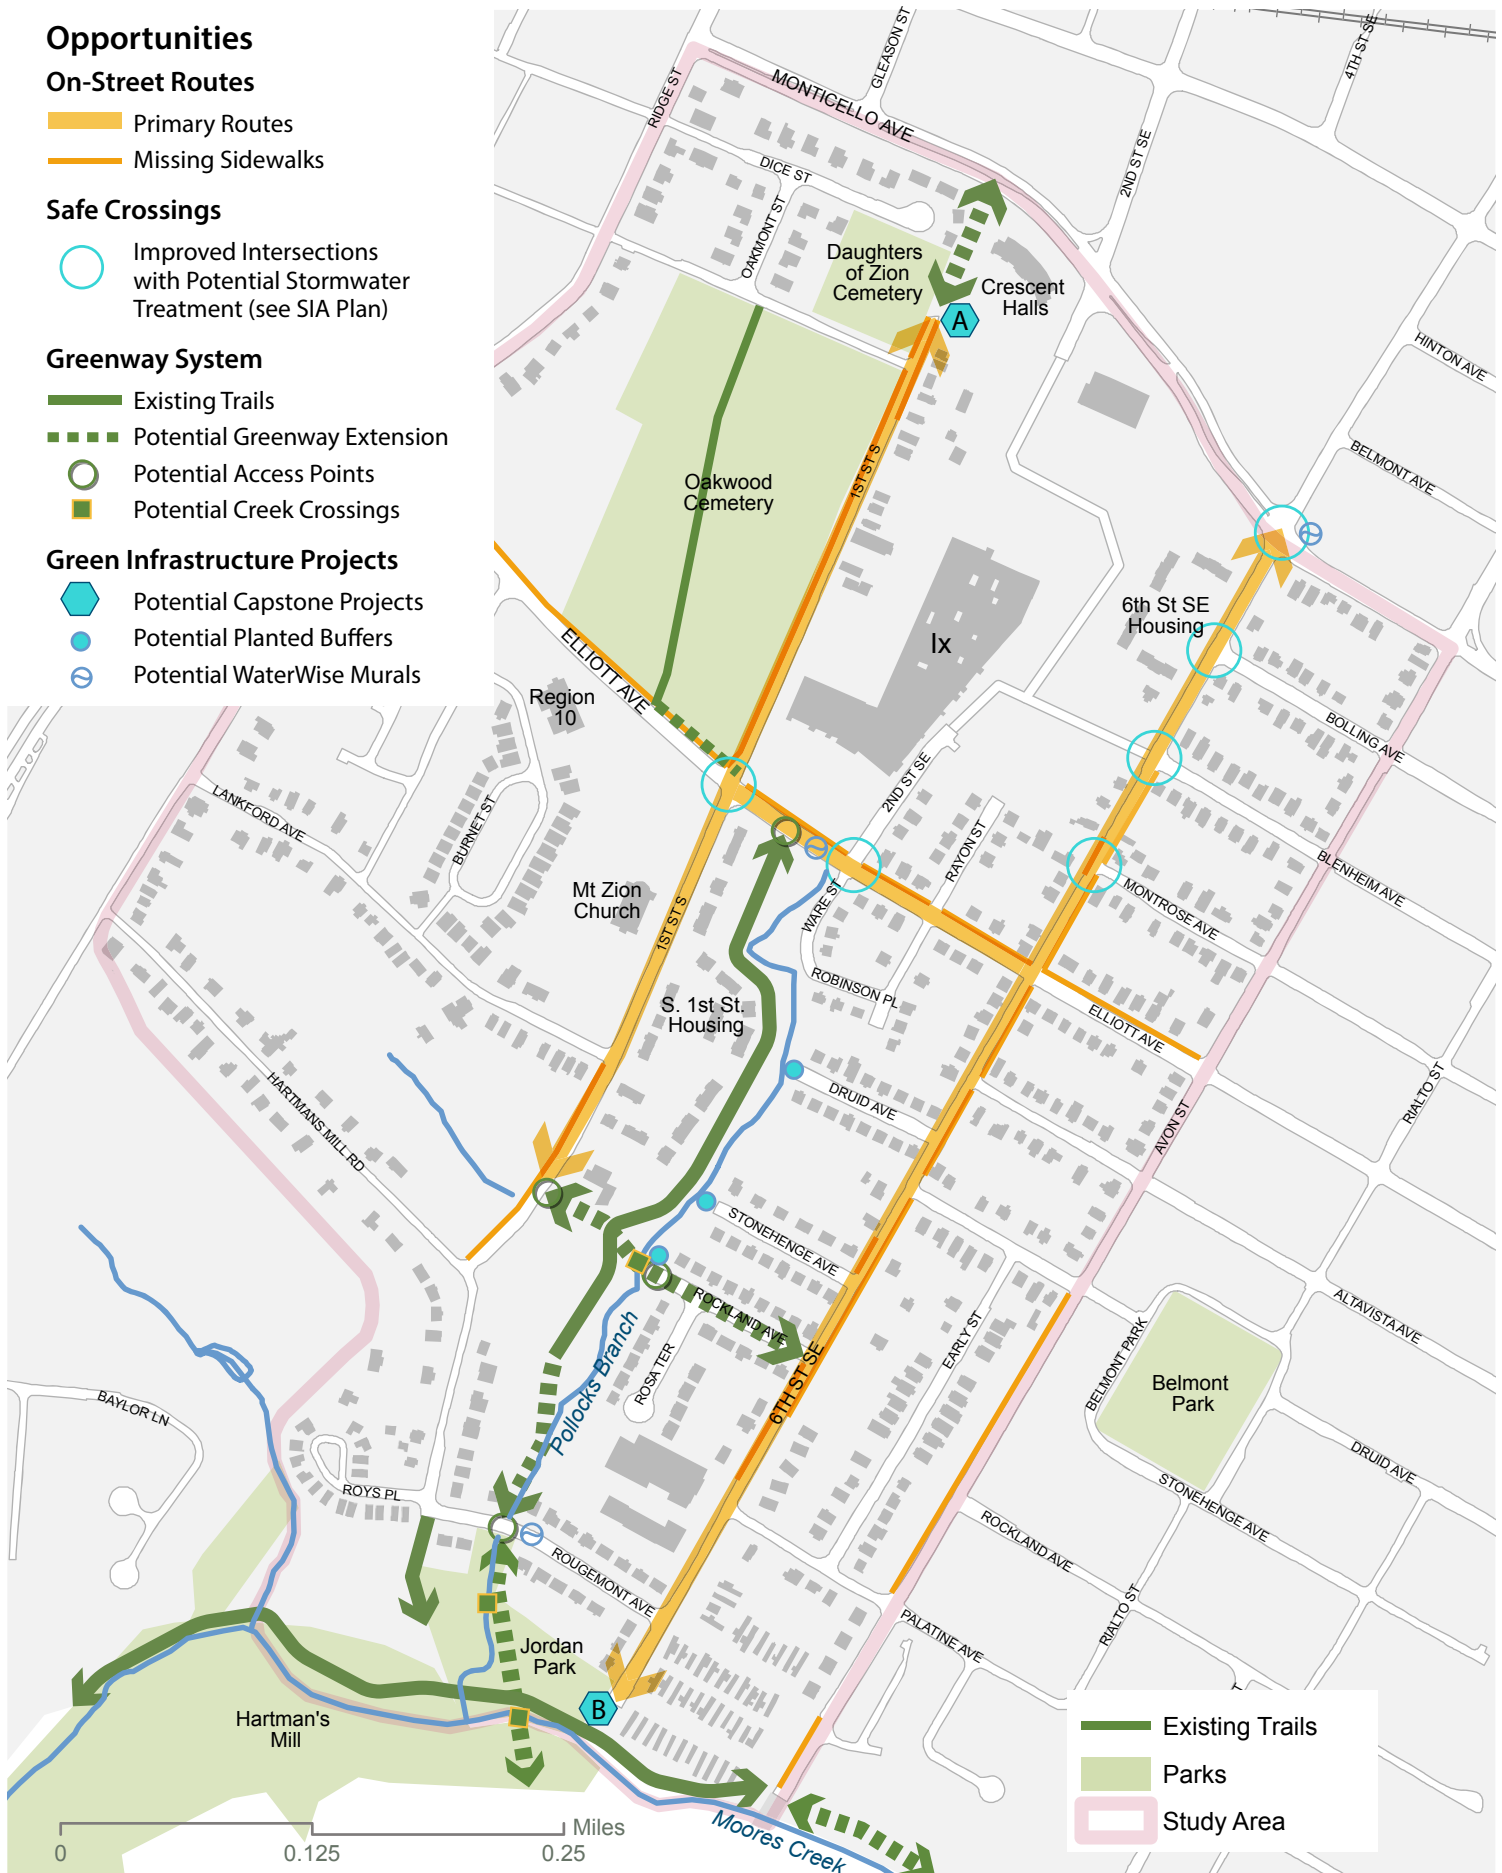 Opportunities
On-Street Routes
Primary Routes
Missing Sidewalks
Safe Crossings
Improved Intersections
with Potential Stormwater
Treatment (see SIA Plan)
Greenway System
Existing Trails
Potential Greenway Extension
Potential Access Points
Potential Creek Crossings
Green Infrastructure Projects
Potential Capstone Projects
Potential Planted Buffers
Potential WaterWise Murals
GLEASON ST
4TH ST SE
RIDGE ST
MONTICELLO AVE
2ND ST SE
DICE ST
OAKMONT ST
Daughters
of Zion
Cemetery
Crescent
Halls
A
HINTON AVE
BELMONT AVE
Oakwood
Cemetery
1ST ST S
Ix
6th St SE
Housing
ELLIOTT AVE
Region
10
BOLLING AVE
2ND ST SE
LANKFORD AVE
BURNET ST
RAYON ST
BLENHEIM AVE
MONTROSE AVE
Mt Zion
Church
1ST ST S
WARE ST
ROBINSON PL
S. 1st St.
Housing
ELLIOTT AVE
HARTMANS MILL RD
DRUID AVE
RIALTO ST
AVON ST
STONEHENGE AVE
ROCKLAND AVE
ALTAVISTA AVE
EARLY ST
BELMONT PARK
Belmont
Park
Pollocks Branch
ROSA TER
6TH ST SE
BAYLOR LN
DRUID AVE
STONEHENGE AVE
ROYS PL
ROCKLAND AVE
ROUGEMONT AVE
RIALTO ST
PALATINE AVE
Jordan
Park
B
Hartman's
Mill
Moores Creek
Existing Trails
Parks
Study Area
Miles
0
0.125
0.25